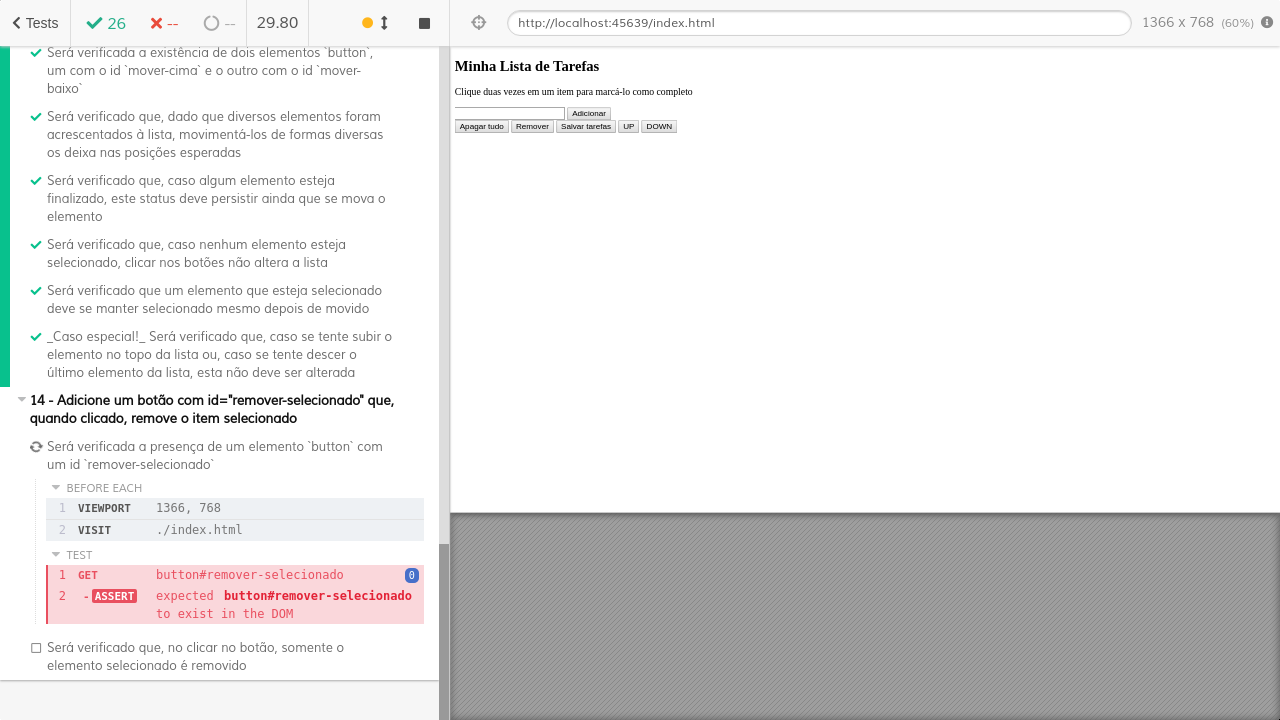 Tests 26 -- -- 29.80
http://localhost:45639/index.html 1366 x 768 (60%)
Será verificada a existência de dois elementos `button`,
um com o id `mover-cima` e o outro com o id `mover-
baixo`
Será verificado que, dado que diversos elementos foram
acrescentados à lista, movimentá-los de formas diversas
os deixa nas posições esperadas
Será verificado que, caso algum elemento esteja
finalizado, este status deve persistir ainda que se mova o
elemento
Será verificado que, caso nenhum elemento esteja
selecionado, clicar nos botões não altera a lista
Será verificado que um elemento que esteja selecionado
deve se manter selecionado mesmo depois de movido
_Caso especial!_ Será verificado que, caso se tente subir o
elemento no topo da lista ou, caso se tente descer o
último elemento da lista, esta não deve ser alterada
14 - Adicione um botão com id="remover-selecionado" que,
quando clicado, remove o item selecionado
Será verificada a presença de um elemento `button` com
um id `remover-selecionado`
BEFORE EACH
1 VIEWPORT 1366, 768
2 VISIT ./index.html
TEST
1 GET button#remover-selecionado 0
2 -ASSERT expected button#remover-selecionado
to exist in the DOM
Será verificado que, no clicar no botão, somente o
elemento selecionado é removido
Minha Lista de Tarefas
Clique duas vezes em um item para marcá-lo como completo
Adicionar
Apagar tudo Remover Salvar tarefas UP DOWN